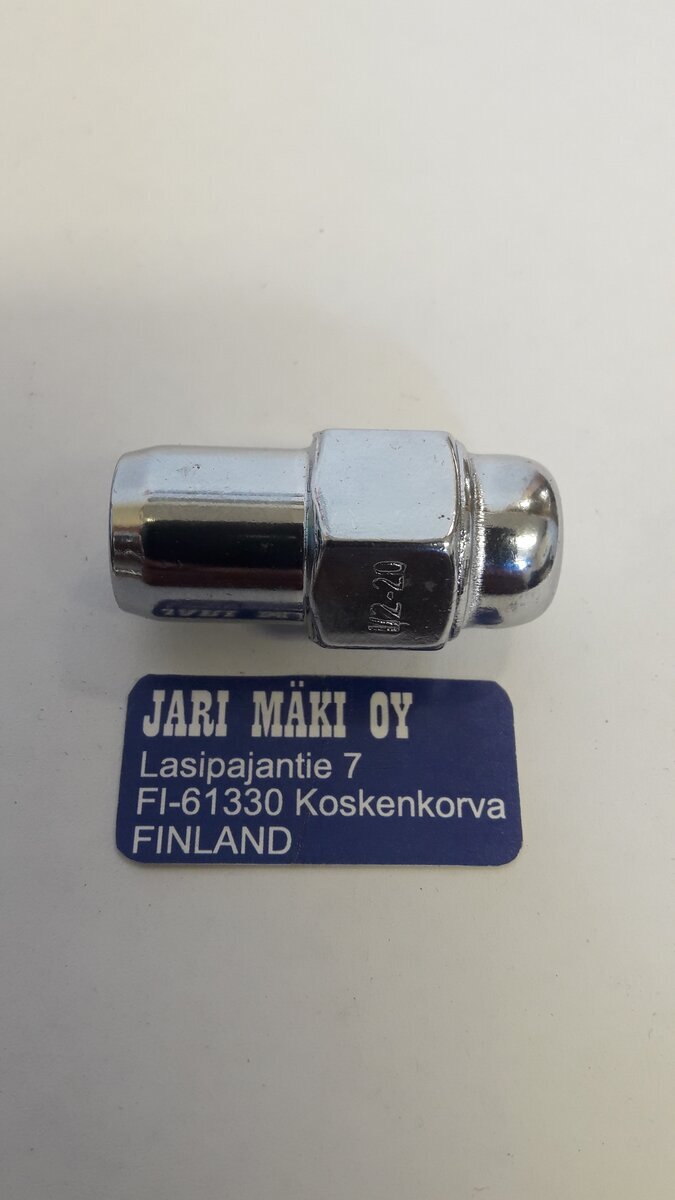 1/2-20
JARI MÄKI OY
Lasipajantie 7
FI-61330 Koskenkorva
FINLAND